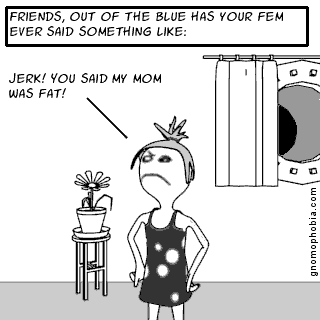 FRIENDS, OUT OF THE BLUE HAS YOUR FEM
EVER SAID SOMETHING LIKE:
JERK! YOU SAID MY MOM
WAS FAT!
gnomophobia.com